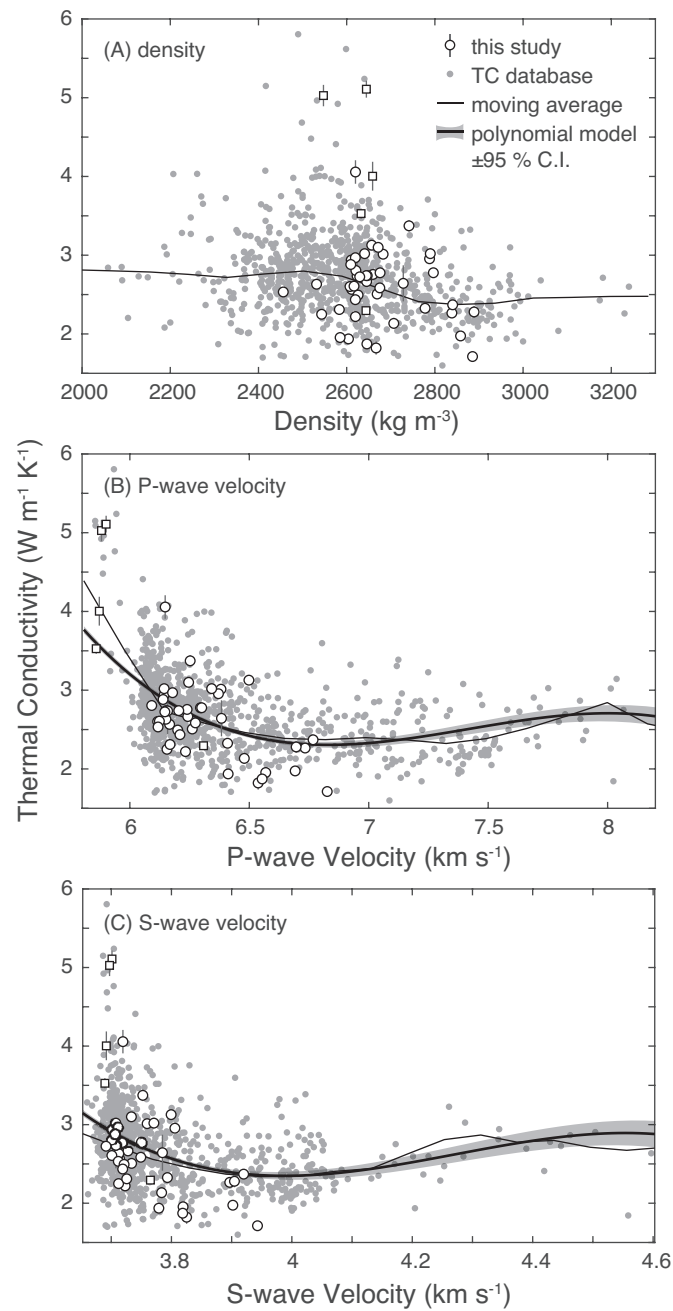 6
(A) density
this study
TC database
5
moving average
polynomial model
±95 % C.I.
4
3
2
2000 2200 2400 2600 2800 3000 3200
Density (kg m⁻³)
Thermal Conductivity (W m⁻¹ K⁻¹)
6
(B) P-wave velocity
5
4
3
2
6 6.5 7 7.5 8
P-wave Velocity (km s⁻¹)
6
(C) S-wave velocity
5
4
3
2
3.8 4 4.2 4.4 4.6
S-wave Velocity (km s⁻¹)